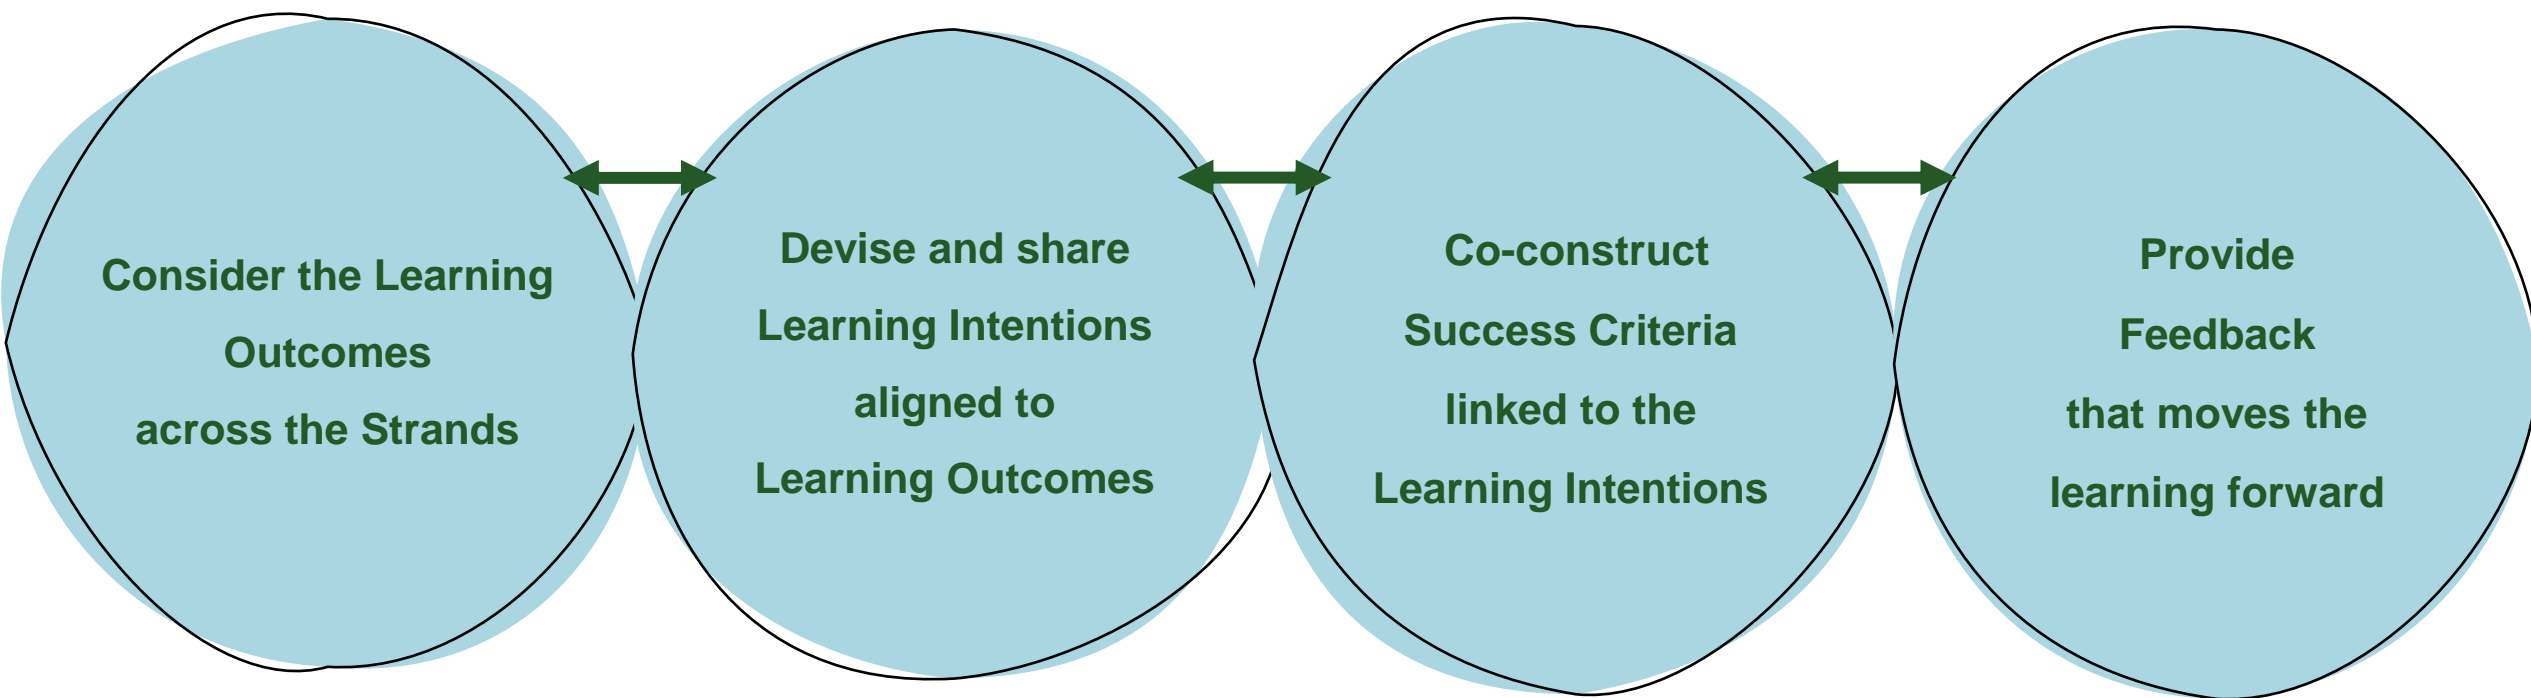 Consider the Learning
Outcomes
across the Strands
Devise and share
Learning Intentions
aligned to
Learning Outcomes
Co-construct
Success Criteria
linked to the
Learning Intentions
Provide
Feedback
that moves the
learning forward